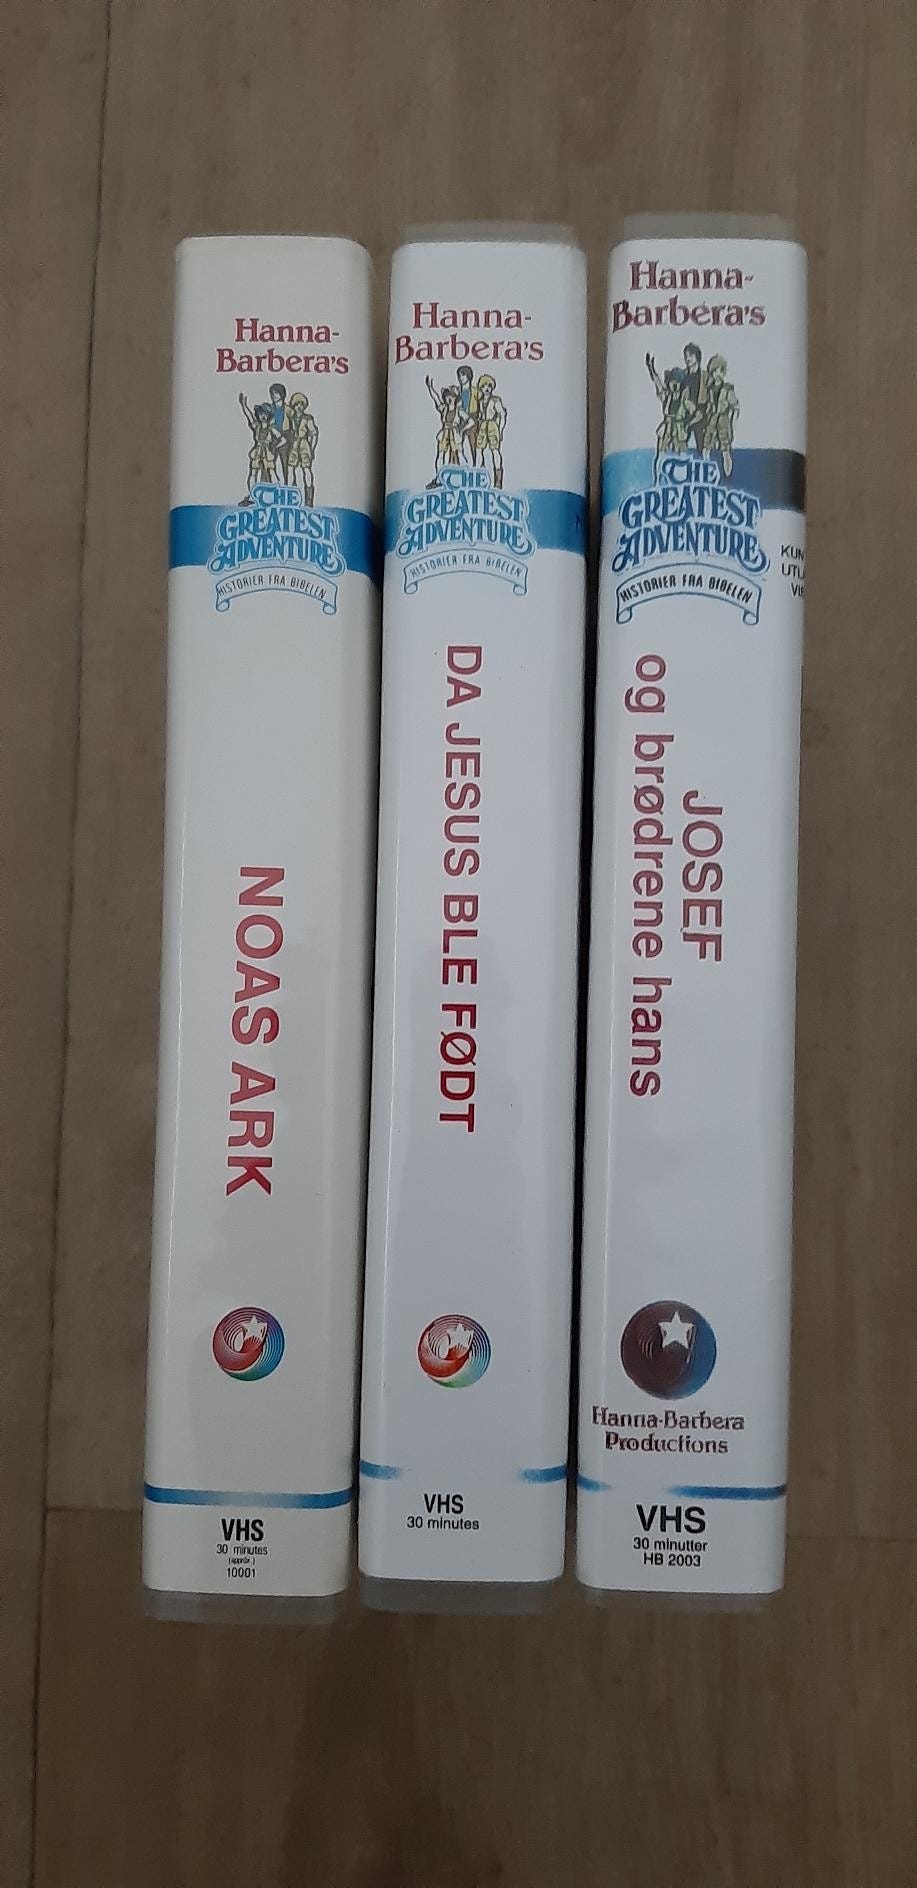 Hanna-
Barbera's
THE
GREATEST
ADVENTURE
HISTORIER FRA BIBELEN
NOAS ARK
VHS
30 minutes
(approx.)
10001
Hanna-
Barbera's
THE
GREATEST
ADVENTURE
HISTORIER FRA BIBELEN
DA JESUS BLE FØDT
VHS
30 minutes
Hanna-
Barbera's
THE
GREATEST
ADVENTURE
HISTORIER FRA BIBELEN
JOSEF
og brødrene hans
Hanna-Barbera
Productions
VHS
30 minutter
HB 2003